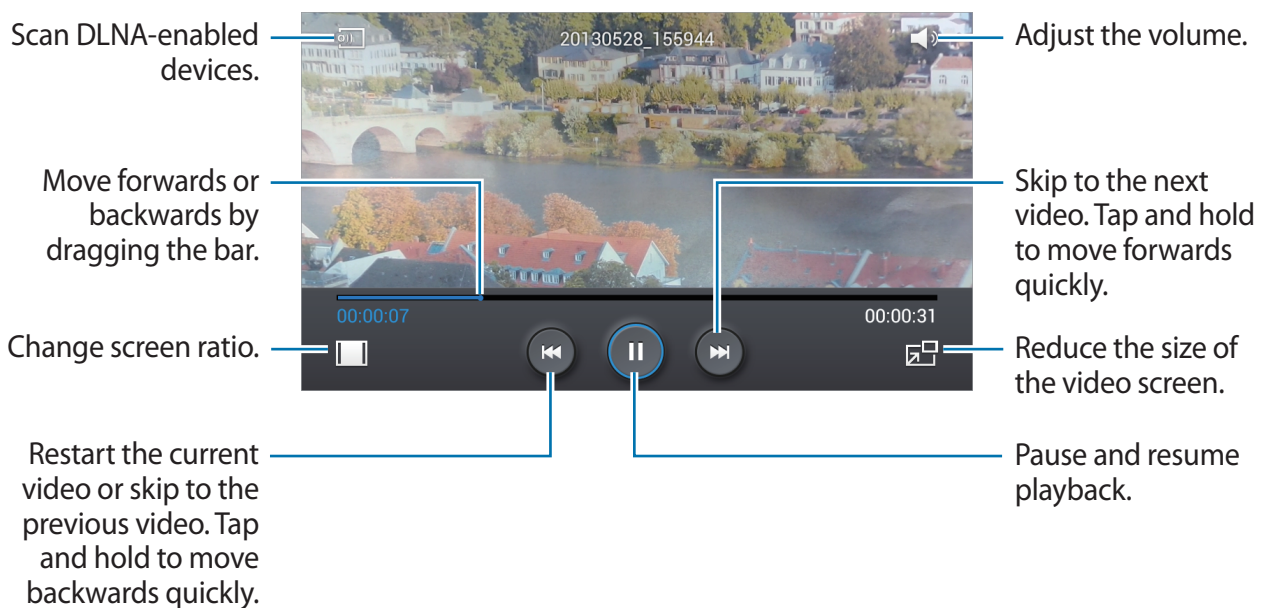 Scan DLNA-enabled
devices.
20130528_155944
Adjust the volume.
Move forwards or
backwards by
dragging the bar.
Skip to the next
video. Tap and hold
to move forwards
quickly.
00:00:07
00:00:31
Change screen ratio.
Reduce the size of
the video screen.
Restart the current
video or skip to the
previous video. Tap
and hold to move
backwards quickly.
Pause and resume
playback.